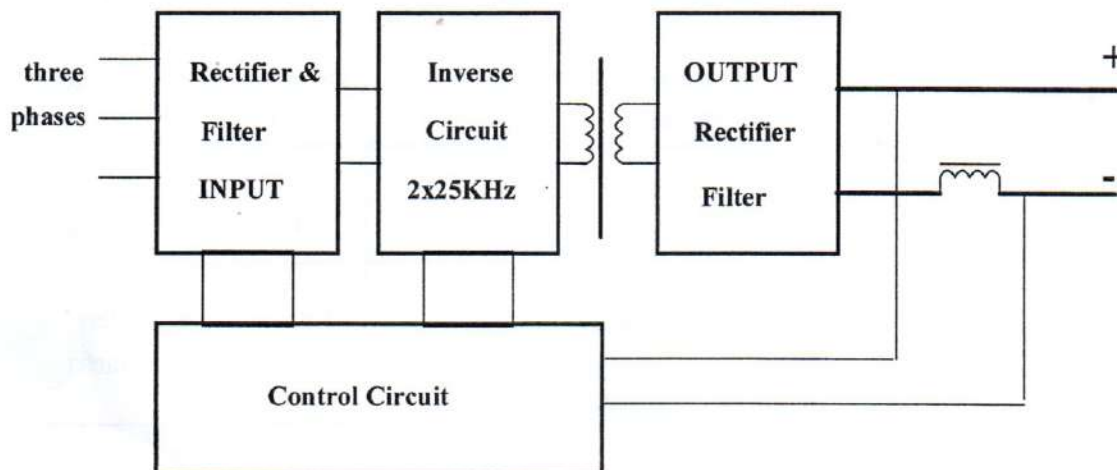 three
phases
Rectifier &
Filter
INPUT
Inverse
Circuit
2x25KHz
OUTPUT
Rectifier
Filter
+
-
Control Circuit